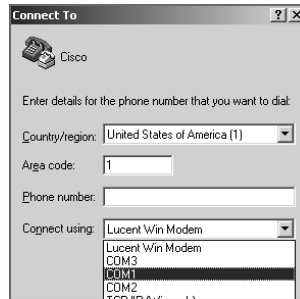 Connect To
Cisco
Enter details for the phone number that you want to dial:
Country/region: United States of America (1)
Area code: 1
Phone number:
Connect using: Lucent Win Modem
Lucent Win Modem
COM3
COM1
COM2